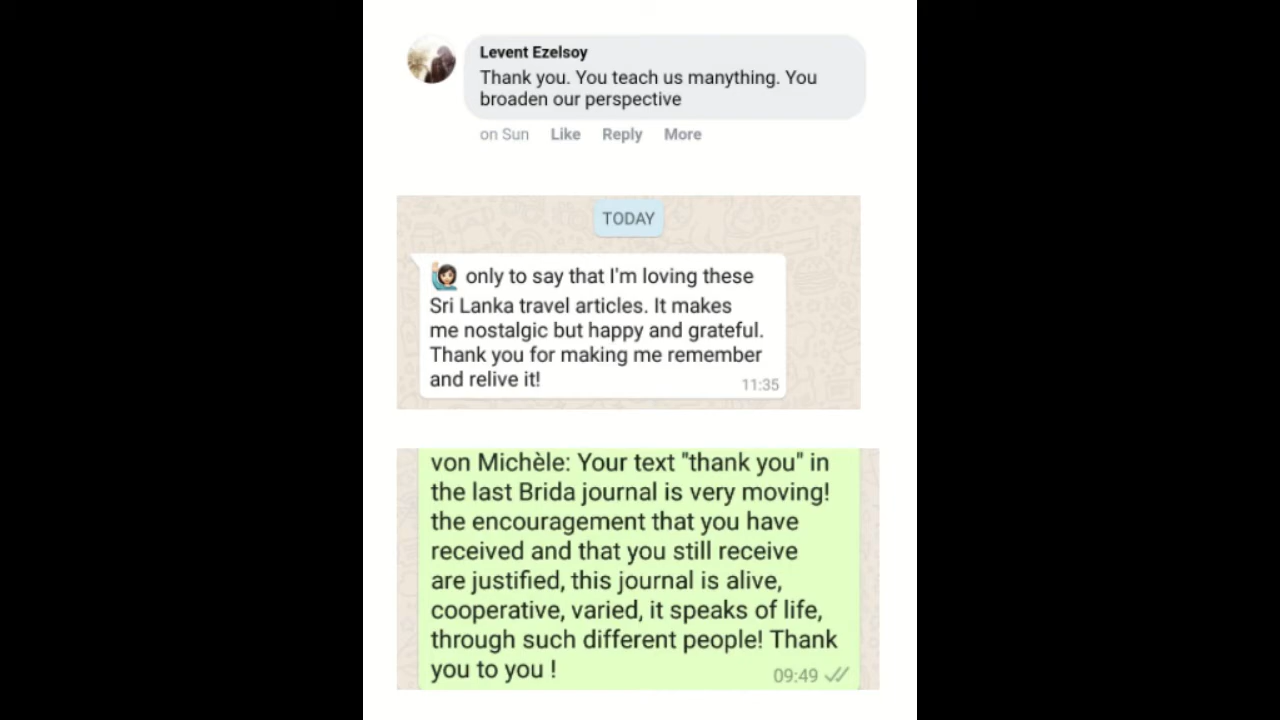 Levent Ezelsoy
Thank you. You teach us manything. You
broaden our perspective
on Sun Like Reply More
TODAY
only to say that I'm loving these
Sri Lanka travel articles. It makes
me nostalgic but happy and grateful.
Thank you for making me remember
and relive it!
11:35
von Michèle: Your text "thank you" in
the last Brida journal is very moving!
the encouragement that you have
received and that you still receive
are justified, this journal is alive,
cooperative, varied, it speaks of life,
through such different people! Thank
you to you !
09:49